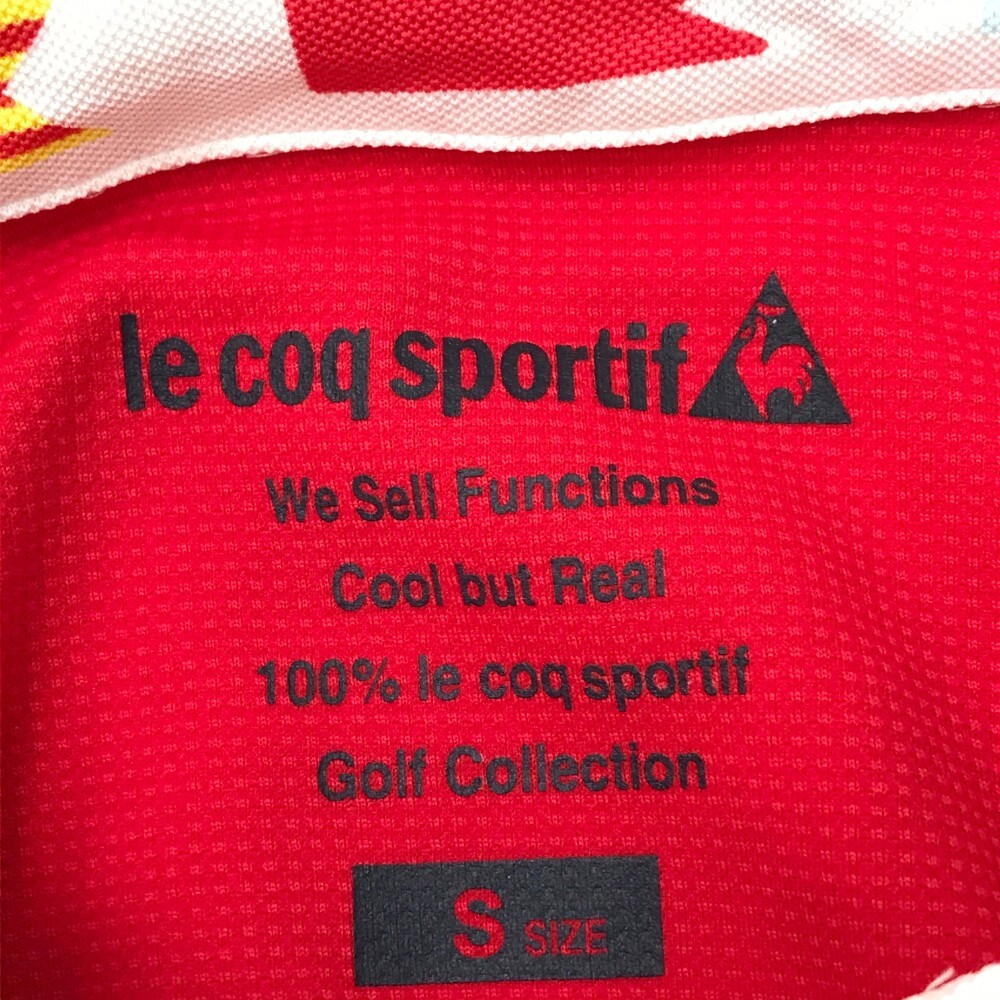 le coq sportif
We Sell Functions
Cool but Real
100% le coq sportif
Golf Collection
S SIZE